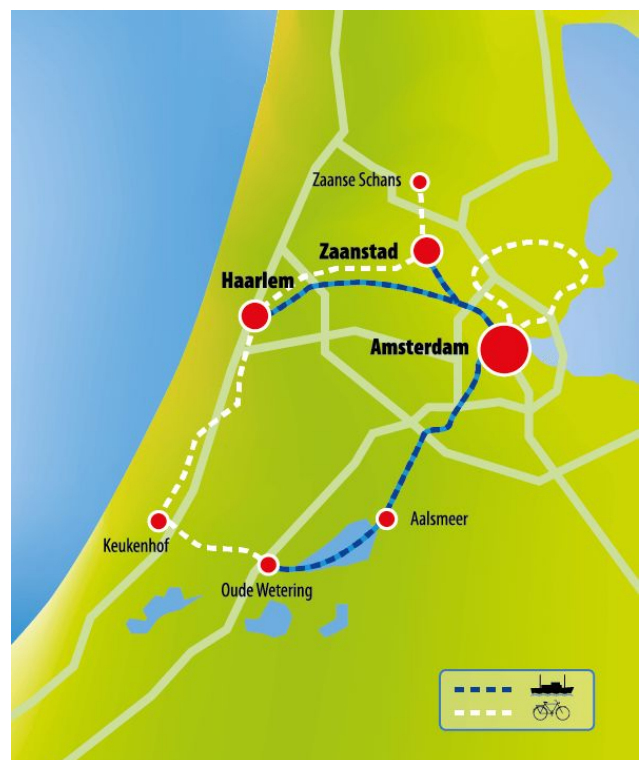 Zaanse Schans
Zaanstad
Haarlem
Amsterdam
Keukenhof
Aalsmeer
Oude Wetering